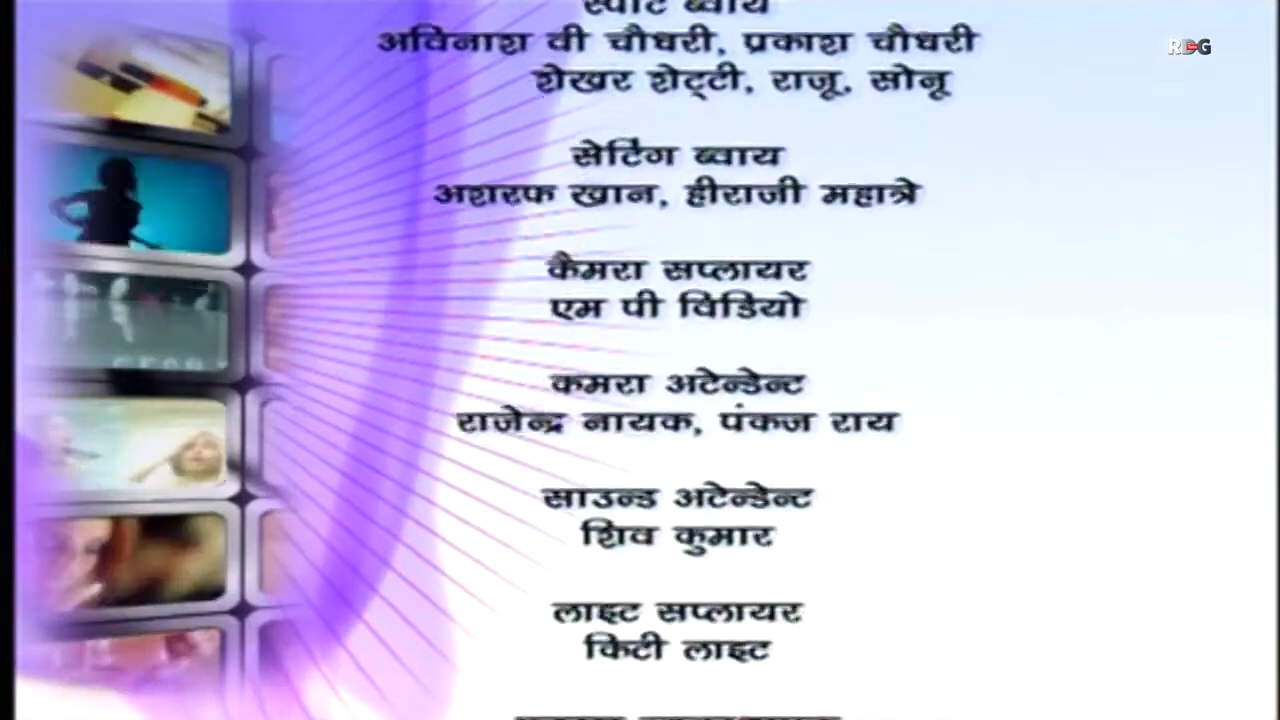 स्पॉट ब्वाय
RDG
अविनाश वी चौधरी, प्रकाश चौधरी
शेखर शेट्टी, राजू, सोनू
सेटिंग ब्वाय
अशरफ खान, हीराजी महात्रे
कैमरा सप्लायर
एम पी विडियो
कमरा अटेन्डेन्ट
राजेन्द्र नायक, पंकज राय
साउन्ड अटेन्डेन्ट
शिव कुमार
लाइट सप्लायर
किटी लाइट